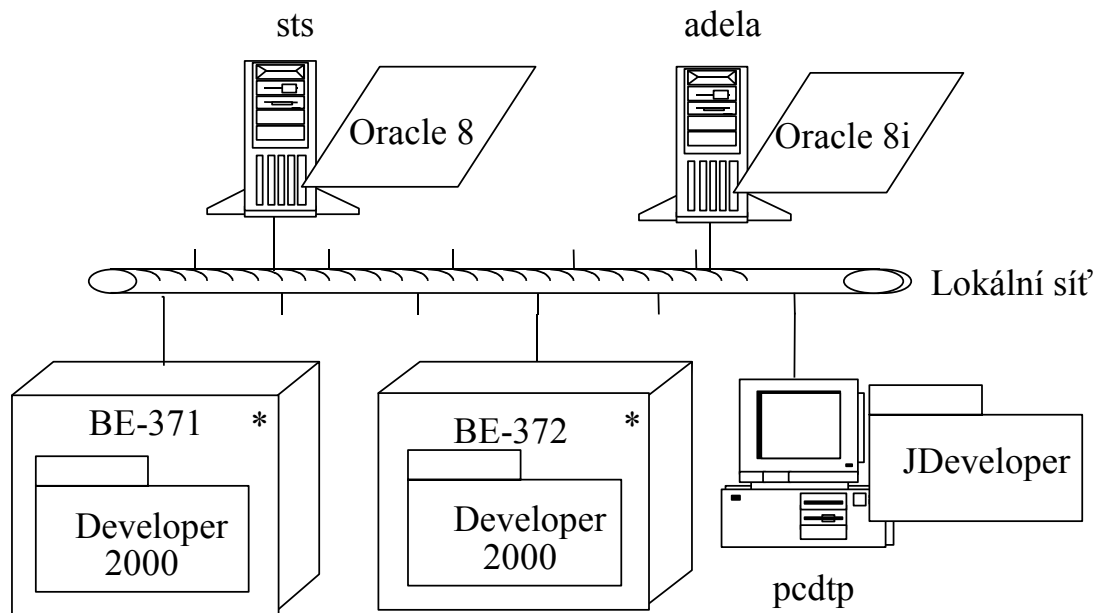 sts
adela
Oracle 8
Oracle 8i
Lokální síť
BE-371 *
BE-372 *
JDeveloper
Developer
2000
Developer
2000
pcdtp